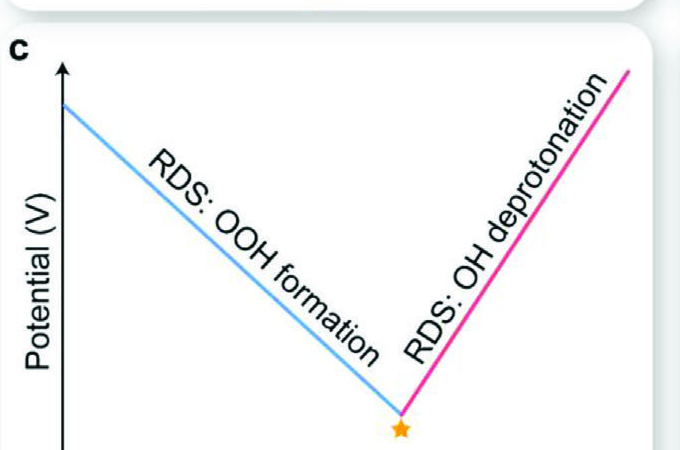 c
Potential (V)
RDS: OOH formation
RDS: OH deprotonation